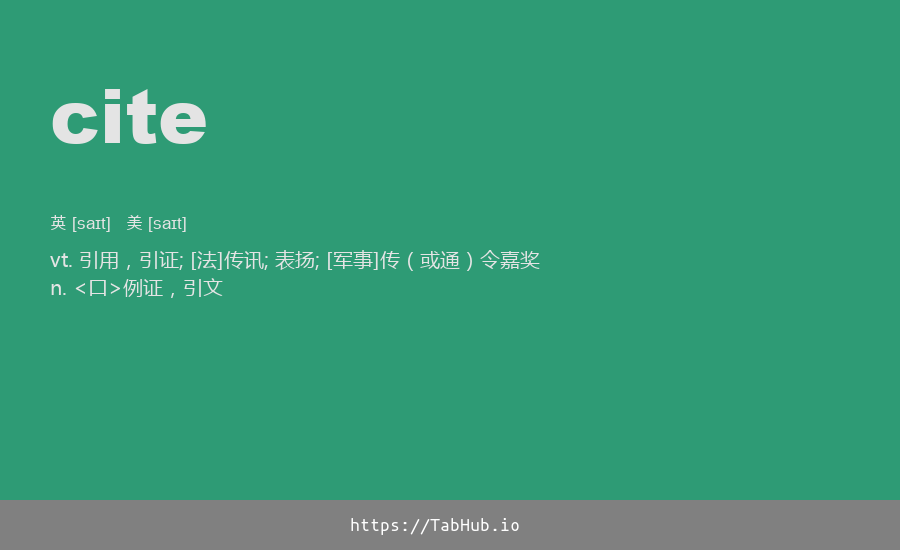 cite
英 [saɪt]   美 [saɪt]
vt. 引用，引证; [法]传讯; 表扬; [军事]传（或通）令嘉奖
n. <口>例证，引文
https://TabHub.io